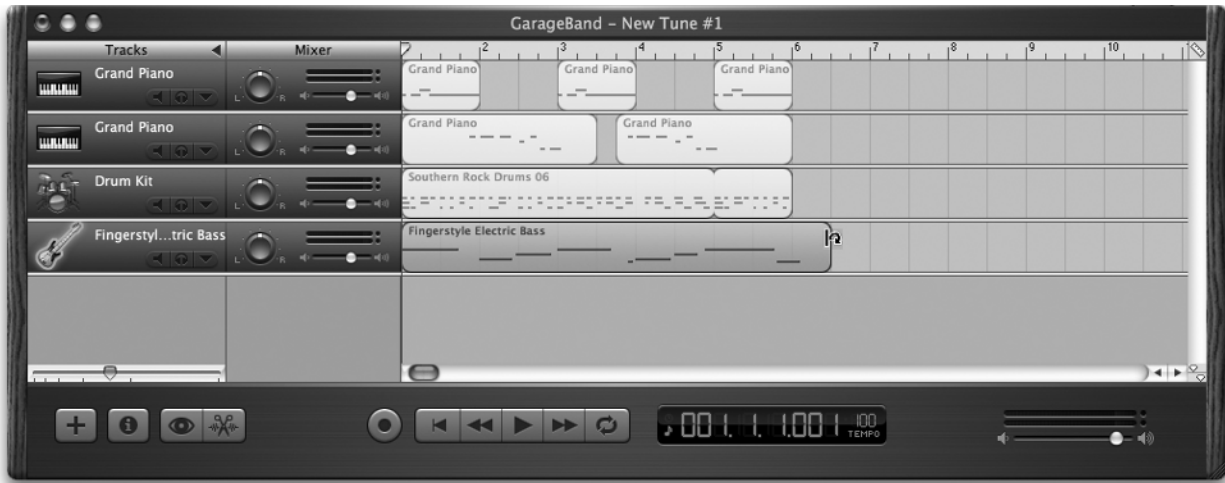 GarageBand – New Tune #1
Tracks Mixer 2 3 4 5 6 7 8 9 10
Grand Piano L R Grand Piano Grand Piano Grand Piano
Grand Piano L R Grand Piano Grand Piano
Drum Kit L R Southern Rock Drums 06
Fingerstyl...tric Bass L R Fingerstyle Electric Bass
001. 1. 1.001 100
TEMPO